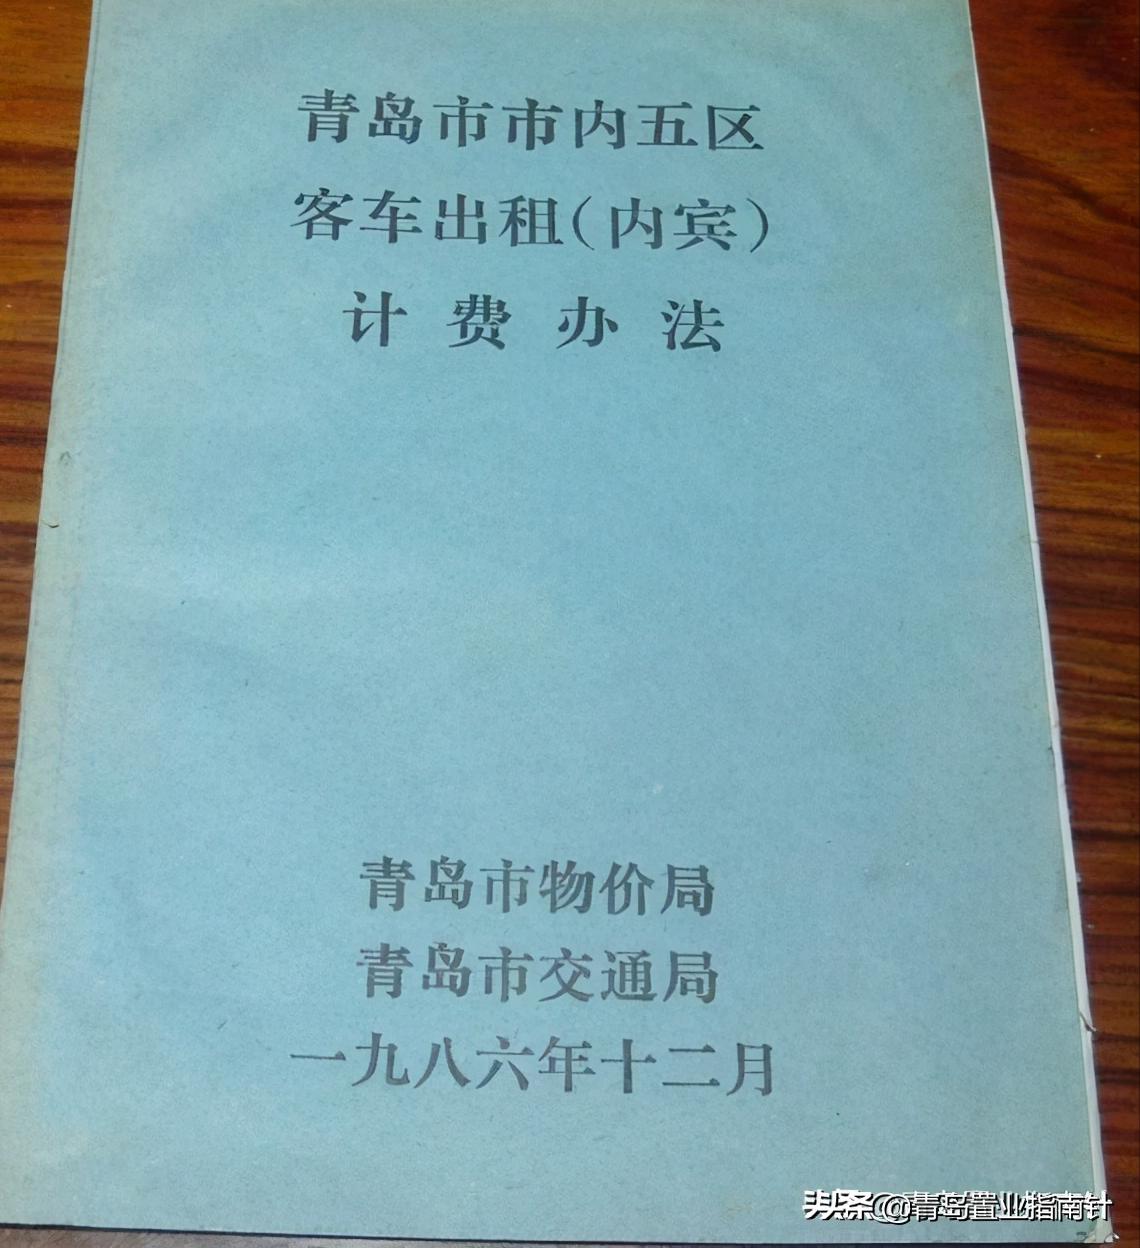 青岛市市内五区
客车出租(内宾)
计费办法
青岛市物价局
青岛市交通局
一九八六年十二月
头条@青岛置业指南针